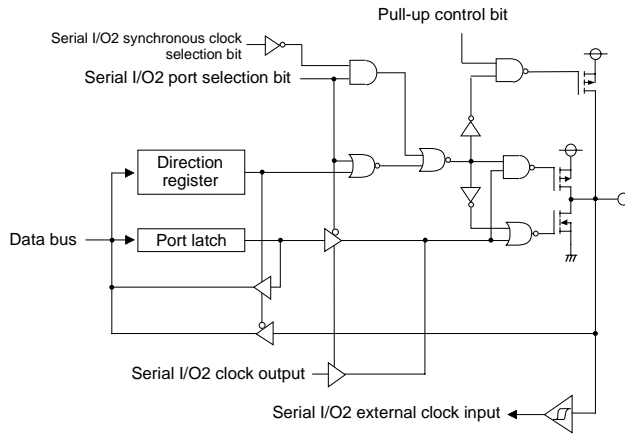 Pull-up control bit
Serial I/O2 synchronous clock
selection bit
Serial I/O2 port selection bit
Direction
register
Data bus
Port latch
Serial I/O2 clock output
Serial I/O2 external clock input